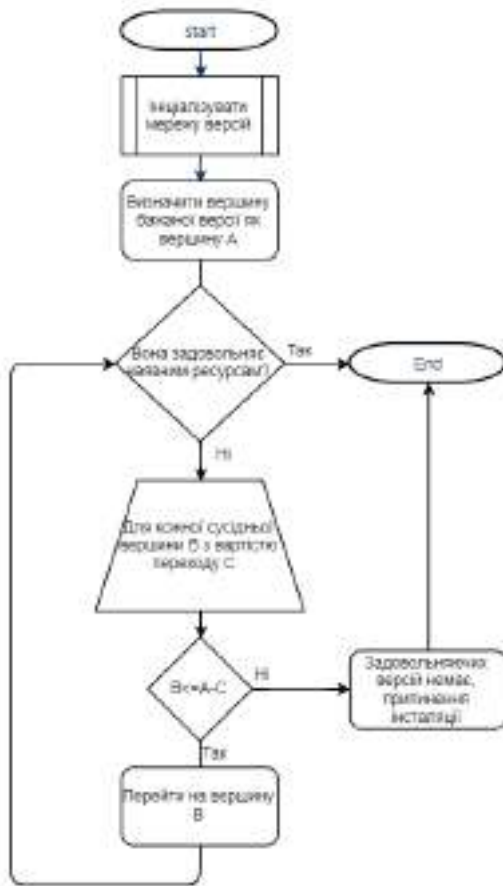 start
Ініціалізувати
мережу версій
Визначити вершину
бажаної версії як
вершину A
Вона задовольняє
наявним ресурсам?
Так
End
Ні
Для кожної сусідньої
вершини B з вартістю
переходу C
B<=A-C
Ні
Задовольняючих
версій немає,
припинення
інсталяції
Так
Перейти на вершину
B